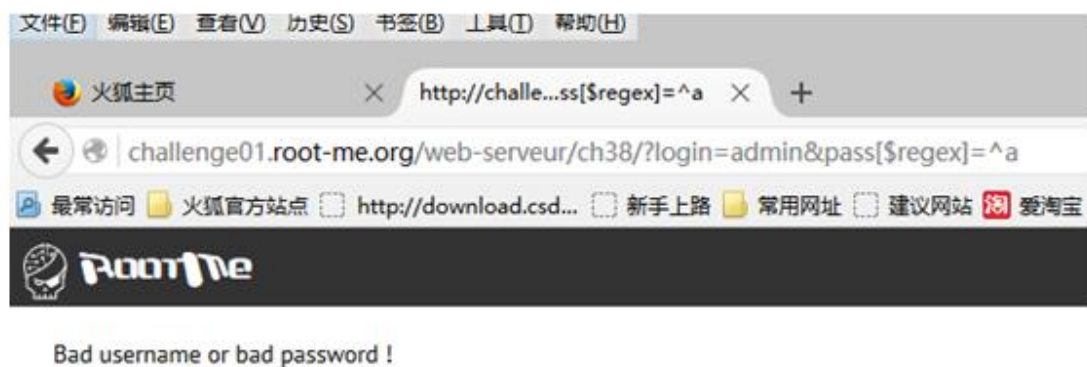 文件(F) 编辑(E) 查看(V) 历史(S) 书签(B) 工具(T) 帮助(H)
火狐主页 http://challe...ss[$regex]=^a
challenge01.root-me.org/web-serveur/ch38/?login=admin&pass[$regex]=^a
最常访问 火狐官方站点 http://download.csd... 新手上路 常用网址 建议网站 淘 爱淘宝
ROOT ME
Bad username or bad password !